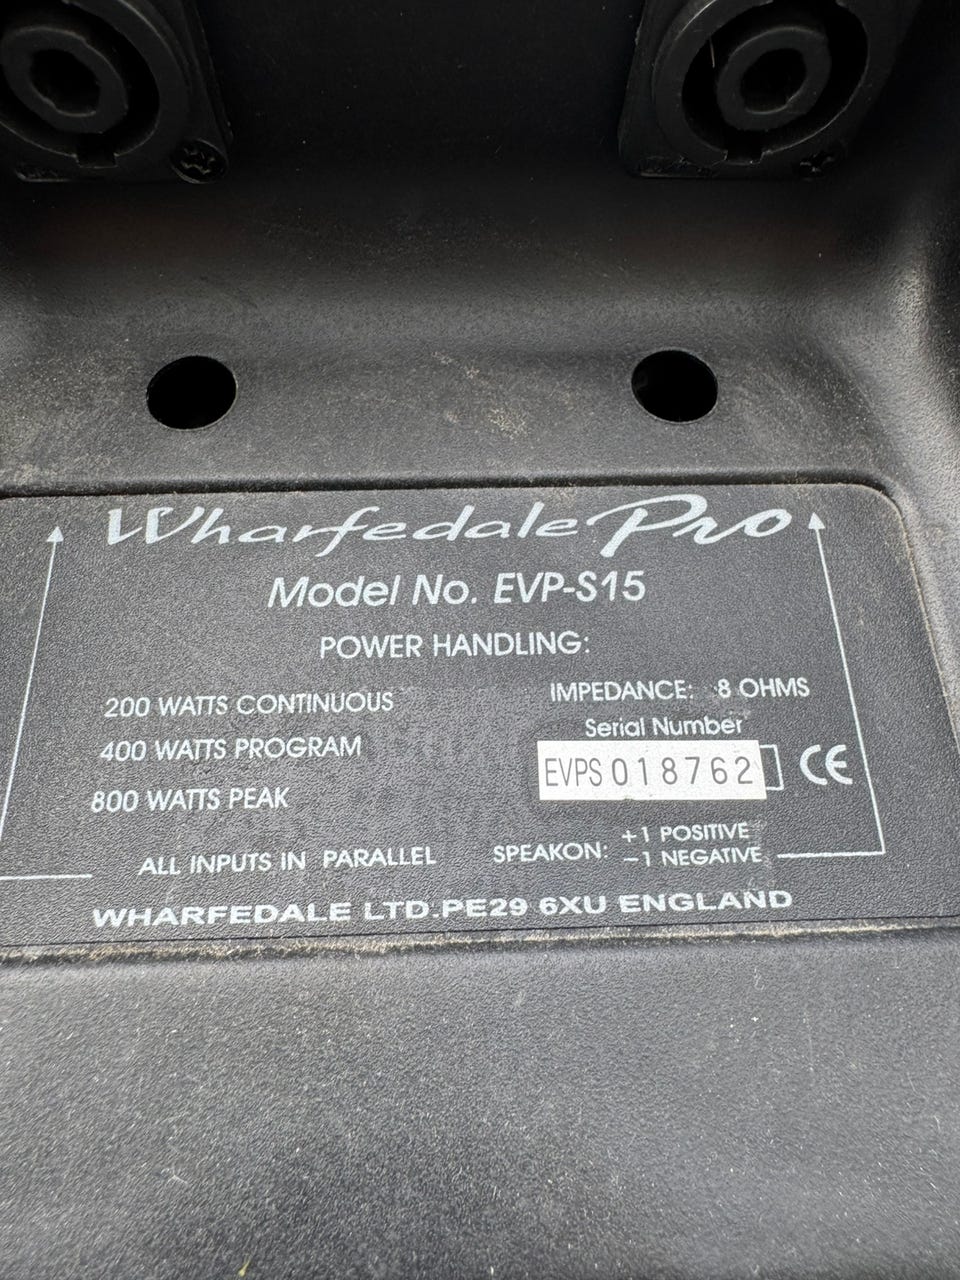 Wharfedale Pro
Model No. EVP-S15
POWER HANDLING:
200 WATTS CONTINUOUS
400 WATTS PROGRAM
800 WATTS PEAK
IMPEDANCE: 8 OHMS
Serial Number
EVPS 018762 CE
ALL INPUTS IN PARALLEL
SPEAKON: +1 POSITIVE
−1 NEGATIVE
WHARFEDALE LTD.PE29 6XU ENGLAND